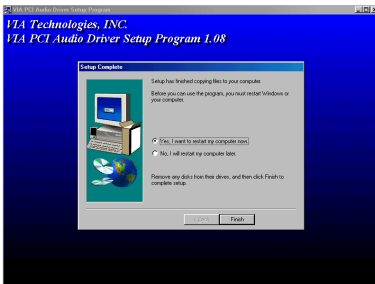 VIA PCI Audio Driver Setup Program
VIA Technologies, INC.
VIA PCI Audio Driver Setup Program 1.08
Setup Complete
Setup has finished copying files to your computer.
Before you can use the program, you must restart Windows or
your computer.
Yes, I want to restart my computer now.
No, I will restart my computer later.
Remove any disks from their drives, and then click Finish to
complete setup.
< Back
Finish